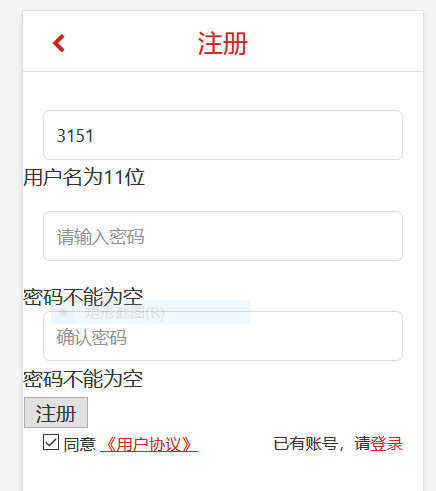 注册
3151
用户名为11位
请输入密码
密码不能为空
矩形截图(R)
确认密码
密码不能为空
注册
同意 《用户协议》 已有账号，请登录